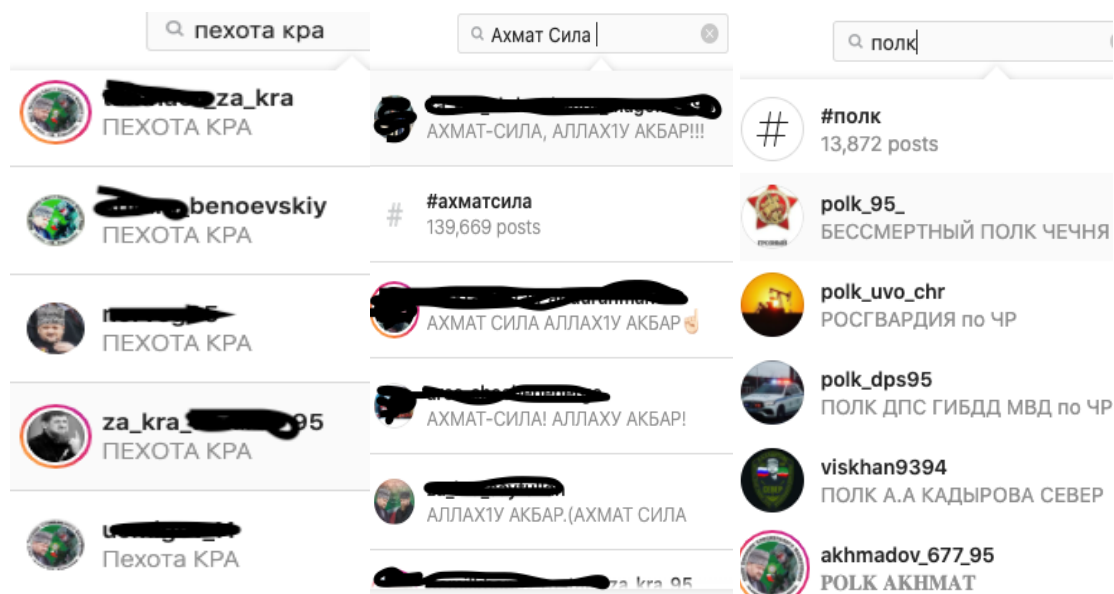 пехота кра
za_kra
ПЕХОТА КРА
benoevskiy
ПЕХОТА КРА
ПЕХОТА КРА
za_kra_
95
ПЕХОТА КРА
Пехота КРА
Ахмат Сила
АХМАТ-СИЛА, АЛЛАХ1У АКБАР!!!
#
#ахматсила
139,669 posts
АХМАТ СИЛА АЛЛАХ1У АКБАР☝🏻
АХМАТ-СИЛА! АЛЛАХУ АКБАР!
АЛЛАХ1У АКБАР.(АХМАТ СИЛА
za_kra_95
полк
#
#полк
13,872 posts
polk_95_
БЕССМЕРТНЫЙ ПОЛК ЧЕЧНЯ
polk_uvo_chr
РОСГВАРДИЯ по ЧР
polk_dps95
ПОЛК ДПС ГИБДД МВД по ЧР
viskhan9394
ПОЛК А.А КАДЫРОВА СЕВЕР
akhmadov_677_95
POLK AKHMAT